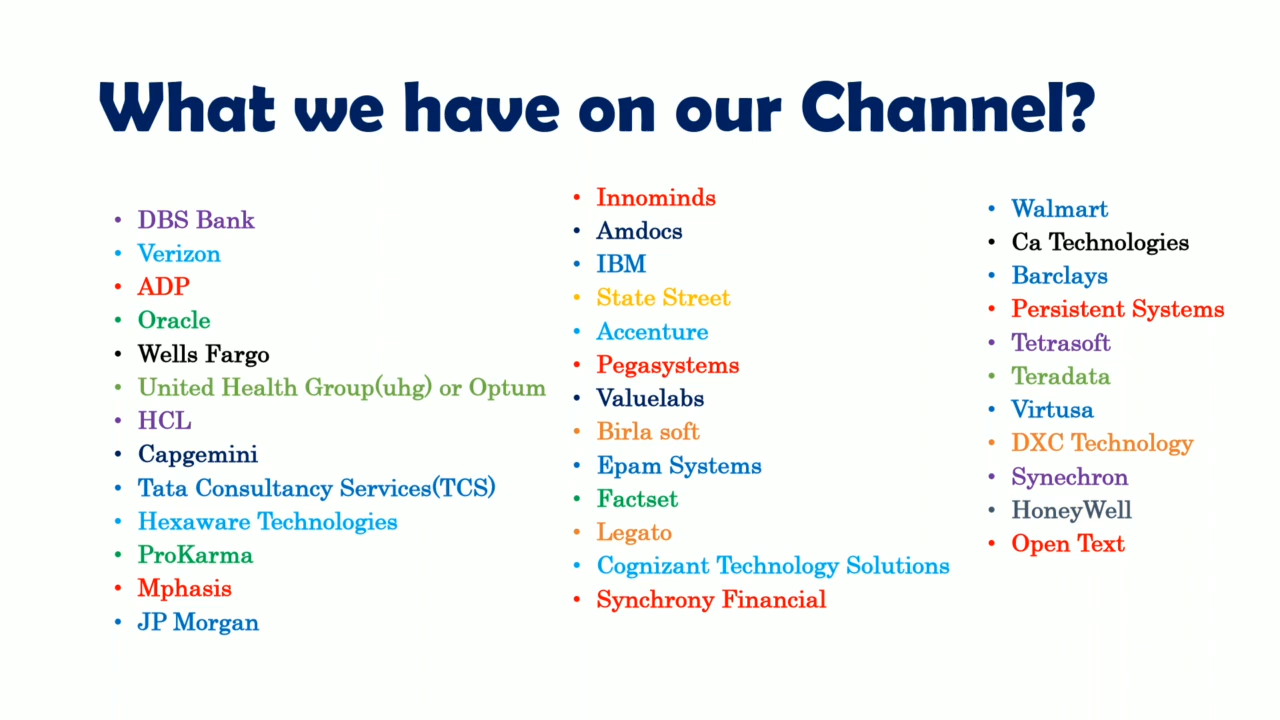 What we have on our Channel?
• DBS Bank
• Verizon
• ADP
• Oracle
• Wells Fargo
• United Health Group(uhg) or Optum
• HCL
• Capgemini
• Tata Consultancy Services(TCS)
• Hexaware Technologies
• ProKarma
• Mphasis
• JP Morgan
• Innominds
• Amdocs
• IBM
• State Street
• Accenture
• Pegasystems
• Valuelabs
• Birla soft
• Epam Systems
• Factset
• Legato
• Cognizant Technology Solutions
• Synchrony Financial
• Walmart
• Ca Technologies
• Barclays
• Persistent Systems
• Tetrasoft
• Teradata
• Virtusa
• DXC Technology
• Synechron
• HoneyWell
• Open Text